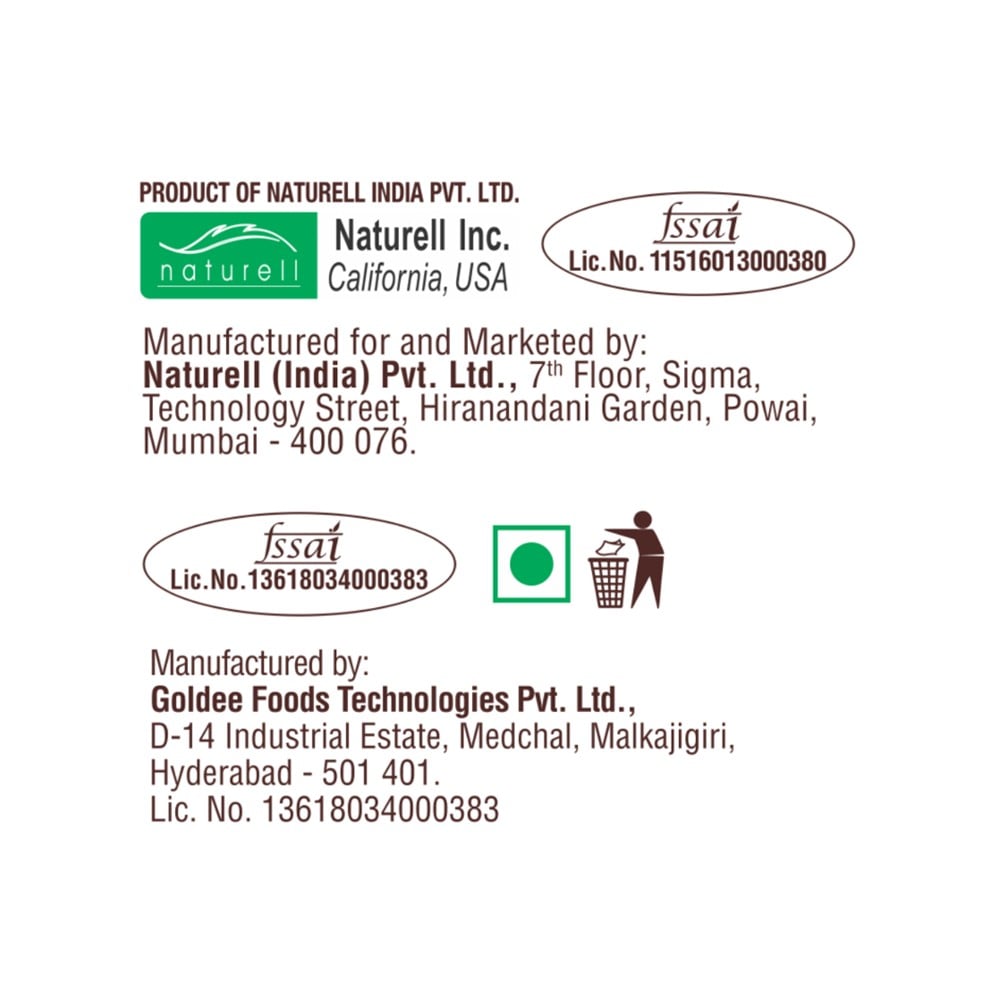 PRODUCT OF NATURELL INDIA PVT. LTD.
naturell
Naturell Inc.
California, USA
fssai
Lic. No. 11516013000380
Manufactured for and Marketed by:
Naturell (India) Pvt. Ltd., 7th Floor, Sigma,
Technology Street, Hiranandani Garden, Powai,
Mumbai - 400 076.
fssai
Lic.No.13618034000383
Manufactured by:
Goldee Foods Technologies Pvt. Ltd.,
D-14 Industrial Estate, Medchal, Malkajigiri,
Hyderabad - 501 401.
Lic. No. 13618034000383